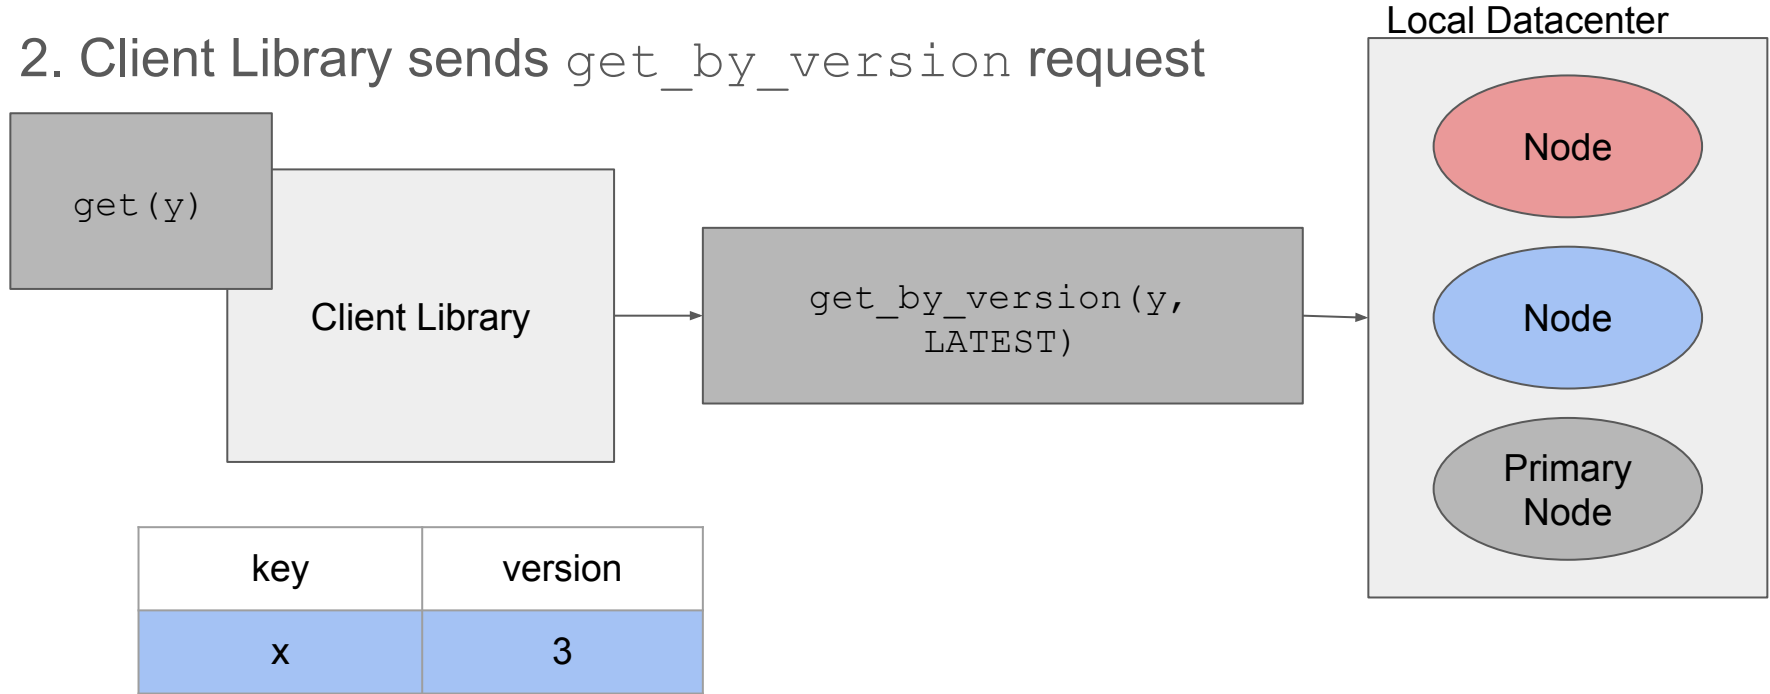 Local Datacenter
2. Client Library sends get_by_version request
get(y)
Client Library
get_by_version(y,
LATEST)
Node
Node
Primary
Node
key version
x 3